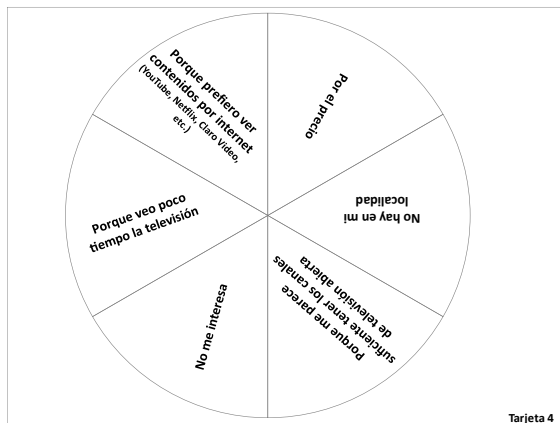 Por el precio
No hay en mi
localidad
Porque me parece
suficiente tener los canales
de televisión abierta
No me interesa
Porque veo poco
tiempo la televisión
Porque prefiero ver
contenidos por internet
(YouTube, Netflix, Claro Video,
etc.)
Tarjeta 4